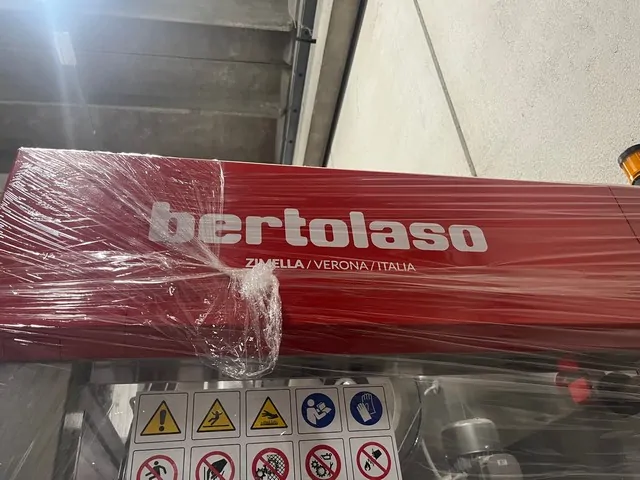 bertolaso
ZIMELLA / VERONA / ITALIA